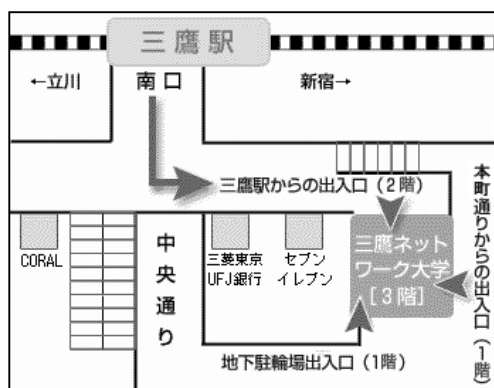 三鷹駅
←立川
南口
新宿→
三鷹駅からの出入口(2階)
本町通りからの出入口(1階)
CORAL
中央通り
三菱東京
UFJ銀行
セブン
イレブン
三鷹ネット
ワーク大学
[3階]
地下駐輪場出入口(1階)